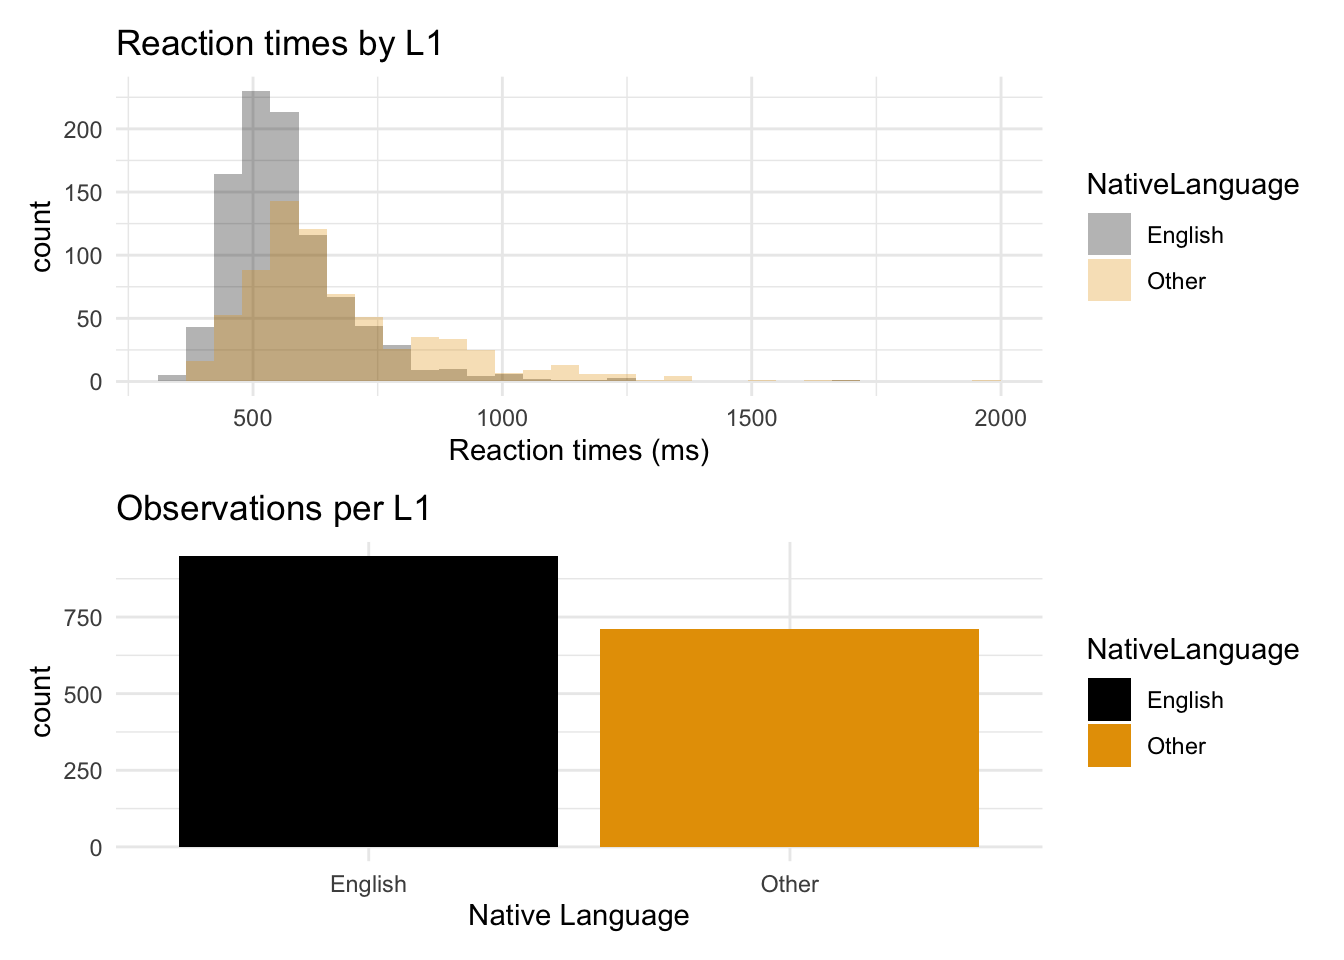 Reaction times by L1
200
150
100
50
0
count
500 1000 1500 2000
Reaction times (ms)
NativeLanguage
English
Other
Observations per L1
750
500
250
0
count
English Other
Native Language
NativeLanguage
English
Other